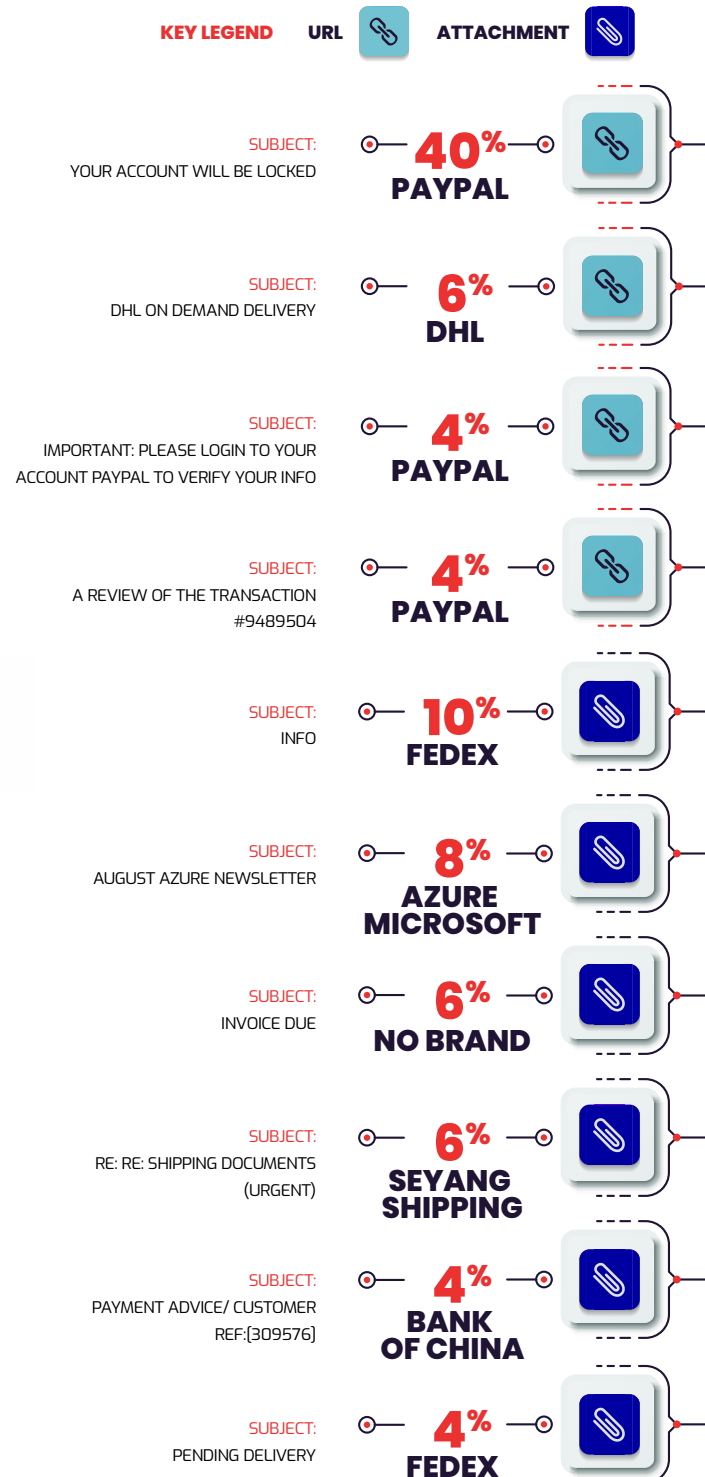 KEY LEGEND URL ATTACHMENT
SUBJECT:
YOUR ACCOUNT WILL BE LOCKED
40%
PAYPAL
SUBJECT:
DHL ON DEMAND DELIVERY
6%
DHL
SUBJECT:
IMPORTANT: PLEASE LOGIN TO YOUR
ACCOUNT PAYPAL TO VERIFY YOUR INFO
4%
PAYPAL
SUBJECT:
A REVIEW OF THE TRANSACTION
#9489504
4%
PAYPAL
SUBJECT:
INFO
10%
FEDEX
SUBJECT:
AUGUST AZURE NEWSLETTER
8%
AZURE
MICROSOFT
SUBJECT:
INVOICE DUE
6%
NO BRAND
SUBJECT:
RE: RE: SHIPPING DOCUMENTS
(URGENT)
6%
SEYANG
SHIPPING
SUBJECT:
PAYMENT ADVICE/ CUSTOMER
REF:[309576]
4%
BANK
OF CHINA
SUBJECT:
PENDING DELIVERY
4%
FEDEX